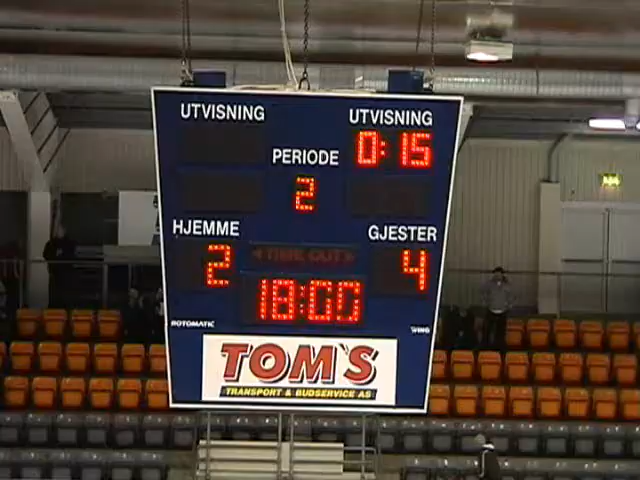 UTVISNING UTVISNING
0:15
PERIODE
2
HJEMME GJESTER
◄TIME OUT►
2 4
18:00
ROTOMATIC
TOM'S
TRANSPORT & BUDSERVICE AS